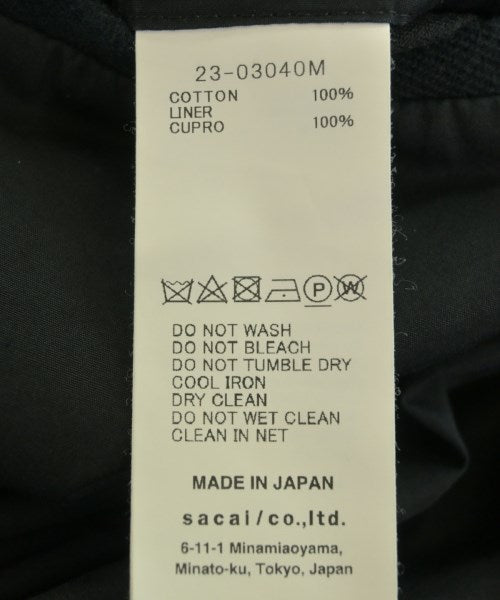 23-03040M
COTTON 100%
LINER
CUPRO 100%
P W
DO NOT WASH
DO NOT BLEACH
DO NOT TUMBLE DRY
COOL IRON
DRY CLEAN
DO NOT WET CLEAN
CLEAN IN NET
MADE IN JAPAN
sacai/co.,ltd.
6-11-1 Minamiaoyama,
Minato-ku, Tokyo, Japan